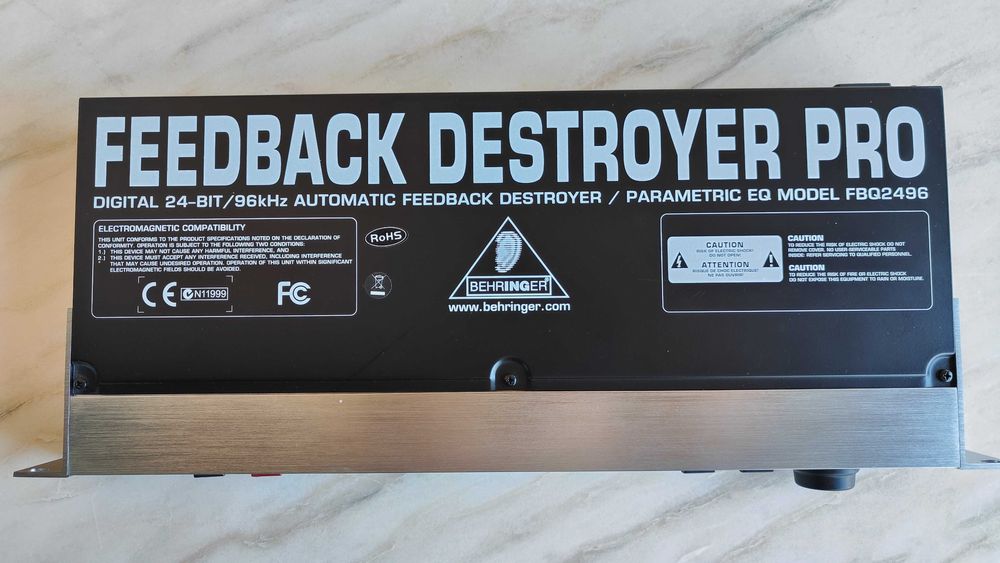 FEEDBACK DESTROYER PRO
DIGITAL 24-BIT/96kHz AUTOMATIC FEEDBACK DESTROYER / PARAMETRIC EQ MODEL FBQ2496
ELECTROMAGNETIC COMPATIBILITY
THIS UNIT CONFORMS TO THE PRODUCT SPECIFICATIONS NOTED ON THE DECLARATION OF
CONFORMITY. OPERATION IS SUBJECT TO THE FOLLOWING TWO CONDITIONS:
1.) THIS DEVICE MAY NOT CAUSE ANY HARMFUL INTERFERENCE, AND
2.) THIS DEVICE MUST ACCEPT ANY INTERFERENCE RECEIVED, INCLUDING INTERFERENCE
* THAT MAY CAUSE UNDESIRED OPERATION. OPERATION OF THIS UNIT WITHIN SIGNIFICANT
ELECTROMAGNETIC FIELDS SHOULD BE AVOIDED.
CE
N11999
FC
RoHS
BEHRINGER
www.behringer.com
CAUTION
RISK OF ELECTRIC SHOCK!
DO NOT OPEN!
ATTENTION
RISQUE DE CHOC ELECTRIQUE!
NE PAS OUVRIR!
CAUTION
TO REDUCE THE RISK OF ELECTRIC SHOCK DO NOT
REMOVE COVER. NO USER-SERVICEABLE PARTS
INSIDE: REFER SERVICING TO QUALIFIED PERSONNEL.
CAUTION
TO REDUCE THE RISK OF FIRE OR ELECTRIC SHOCK
DO NOT EXPOSE THIS EQUIPMENT TO RAIN OR MOISTURE.